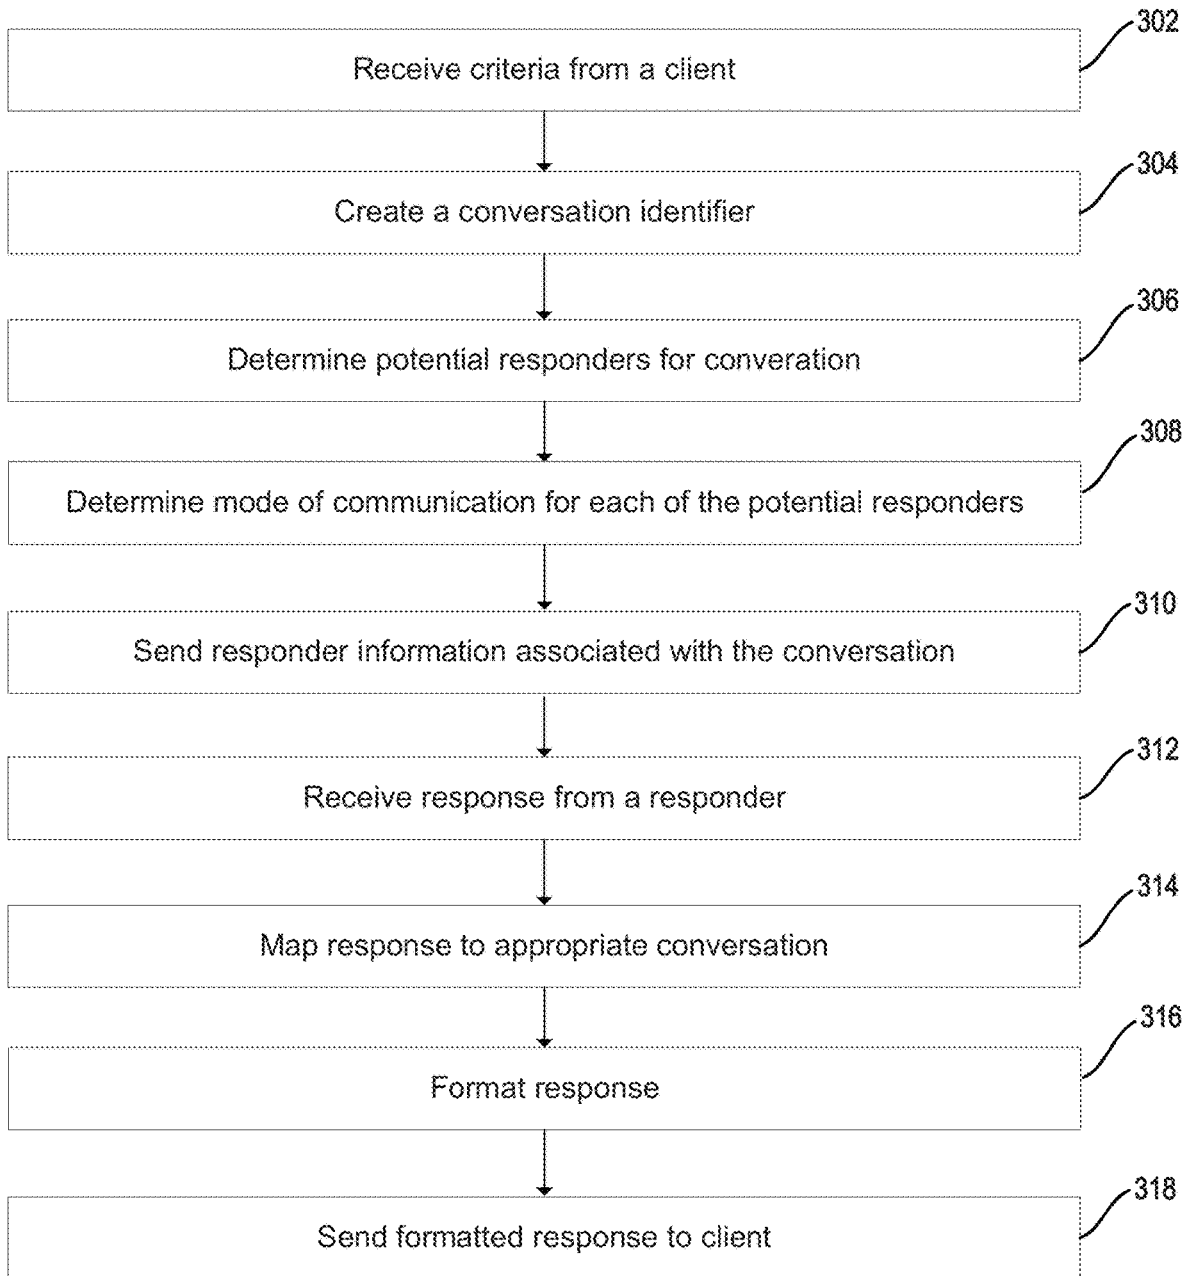 302
Receive criteria from a client
304
Create a conversation identifier
306
Determine potential responders for converation
308
Determine mode of communication for each of the potential responders
310
Send responder information associated with the conversation
312
Receive response from a responder
314
Map response to appropriate conversation
316
Format response
318
Send formatted response to client